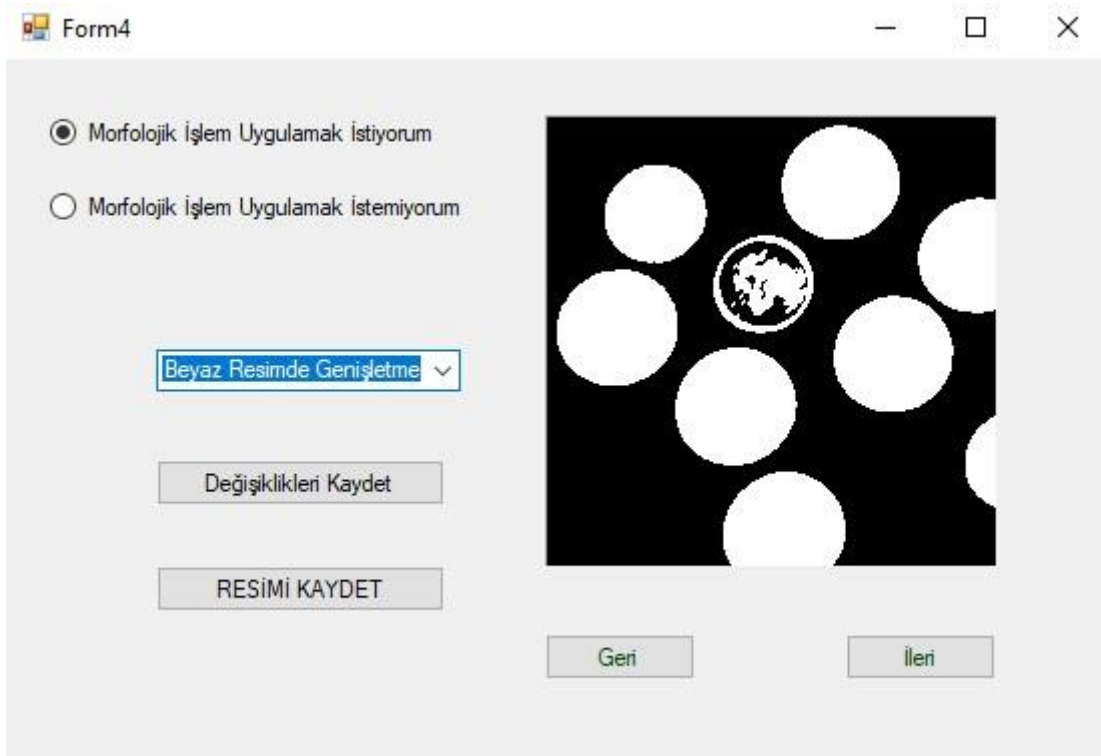 Form4
Morfolojik İşlem Uygulamak İstiyorum
Morfolojik İşlem Uygulamak İstemiyorum
Beyaz Resimde Genişletme
Değişiklikleri Kaydet
RESİMİ KAYDET
Geri
İleri